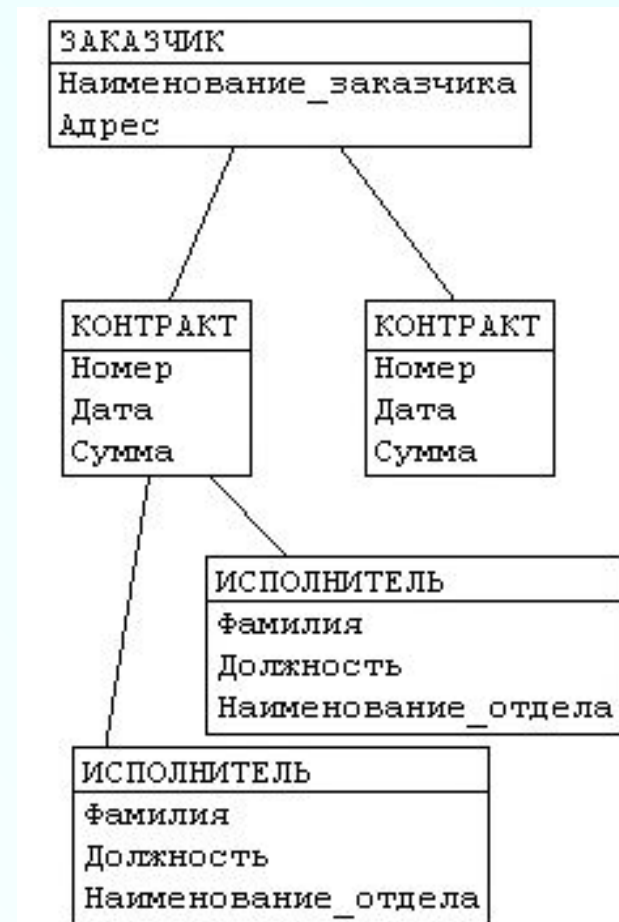 ЗАКАЗЧИК
Наименование_заказчика
Адрес
КОНТРАКТ
Номер
Дата
Сумма
КОНТРАКТ
Номер
Дата
Сумма
ИСПОЛНИТЕЛЬ
Фамилия
Должность
Наименование_отдела
ИСПОЛНИТЕЛЬ
Фамилия
Должность
Наименование_отдела